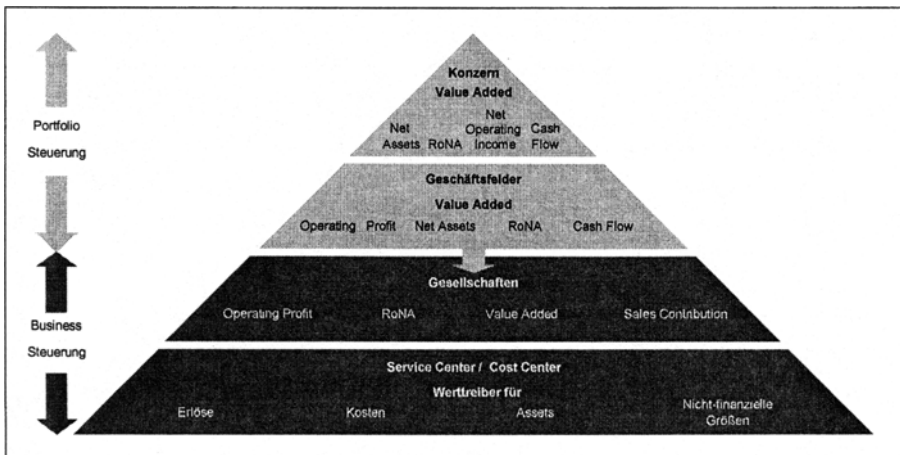 Konzern
Value Added
Net Assets RoNA Net Operating Income Cash Flow
Portfolio
Steuerung
Geschäftsfelder
Value Added
Operating Profit Net Assets RoNA Cash Flow
Gesellschaften
Operating Profit RoNA Value Added Sales Contribution
Business
Steuerung
Service Center / Cost Center
Werttreiber für
Erlöse Kosten Assets Nicht-finanzielle Größen